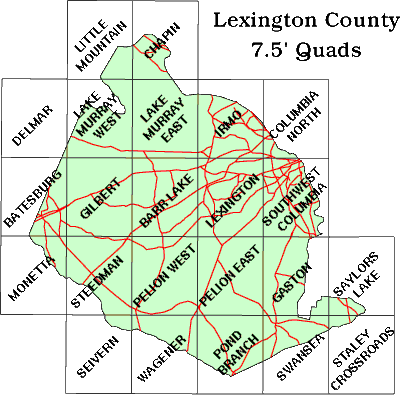 Lexington County
7.5' Quads
LITTLE
MOUNTAIN
CHAPIN
DELMAR
LAKE
MURRAY
WEST
LAKE
MURRAY
EAST
IRMO
COLUMBIA
NORTH
BATESBURG
GILBERT
BARR LAKE
LEXINGTON
SOUTHWEST
COLUMBIA
MONETTA
STEEDMAN
PELION WEST
PELION EAST
GASTON
SAYLORS
LAKE
SEIVERN
WAGENER
POND
BRANCH
SWANSEA
STALEY
CROSSROADS